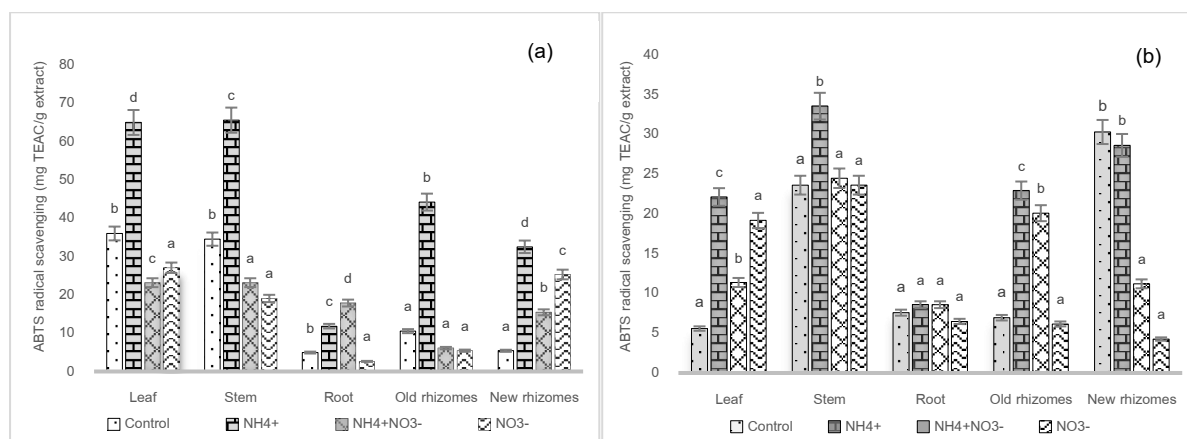 (a)
ABTS radical scavenging (mg TEAC/g extract)
80
70
60
50
40
30
20
10
0
b d c a
b c a a
b c d a
a b a a
a d b c
Leaf Stem Root Old rhizomes New rhizomes
Control NH4+ NH4+NO3- NO3-
(b)
ABTS radical scavenging (mg TEAC/g extract)
40
35
30
25
20
15
10
5
0
a c b a
a b a a
a a a a
a c b a
b b a a
Leaf Stem Root Old rhizomes New rhizomes
Control NH4+ NH4+NO3- NO3-